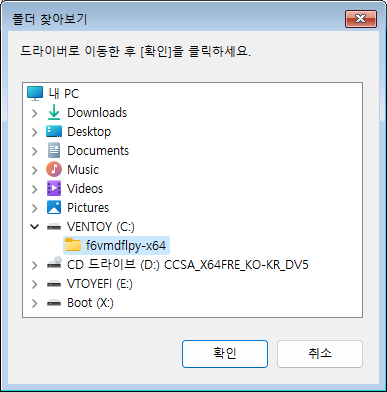 폴더 찾아보기
드라이버로 이동한 후 [확인]을 클릭하세요.
내 PC
Downloads
Desktop
Documents
Music
Videos
Pictures
VENTOY (C:)
f6vmdflpy-x64
CD 드라이브 (D:) CCSA_X64FRE_KO-KR_DV5
VTOYEFI (E:)
Boot (X:)
확인
취소